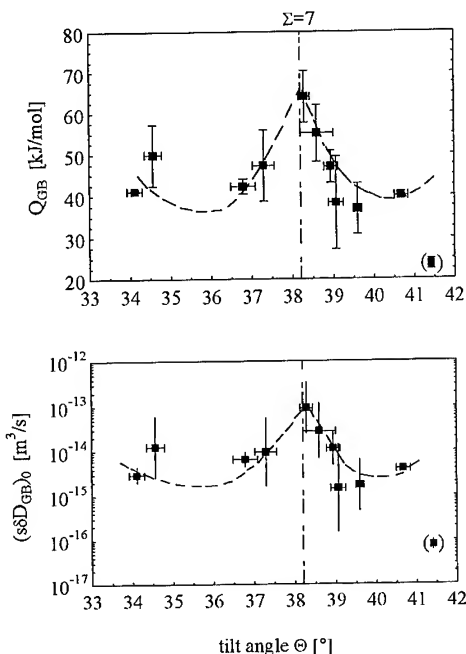 Σ=7
Q_GB [kJ/mol]
80
70
60
50
40
30
20
33 34 35 36 37 38 39 40 41 42
(sδD_GB)_0 [m³/s]
10⁻¹²
10⁻¹³
10⁻¹⁴
10⁻¹⁵
10⁻¹⁶
10⁻¹⁷
33 34 35 36 37 38 39 40 41 42
tilt angle Θ [°]